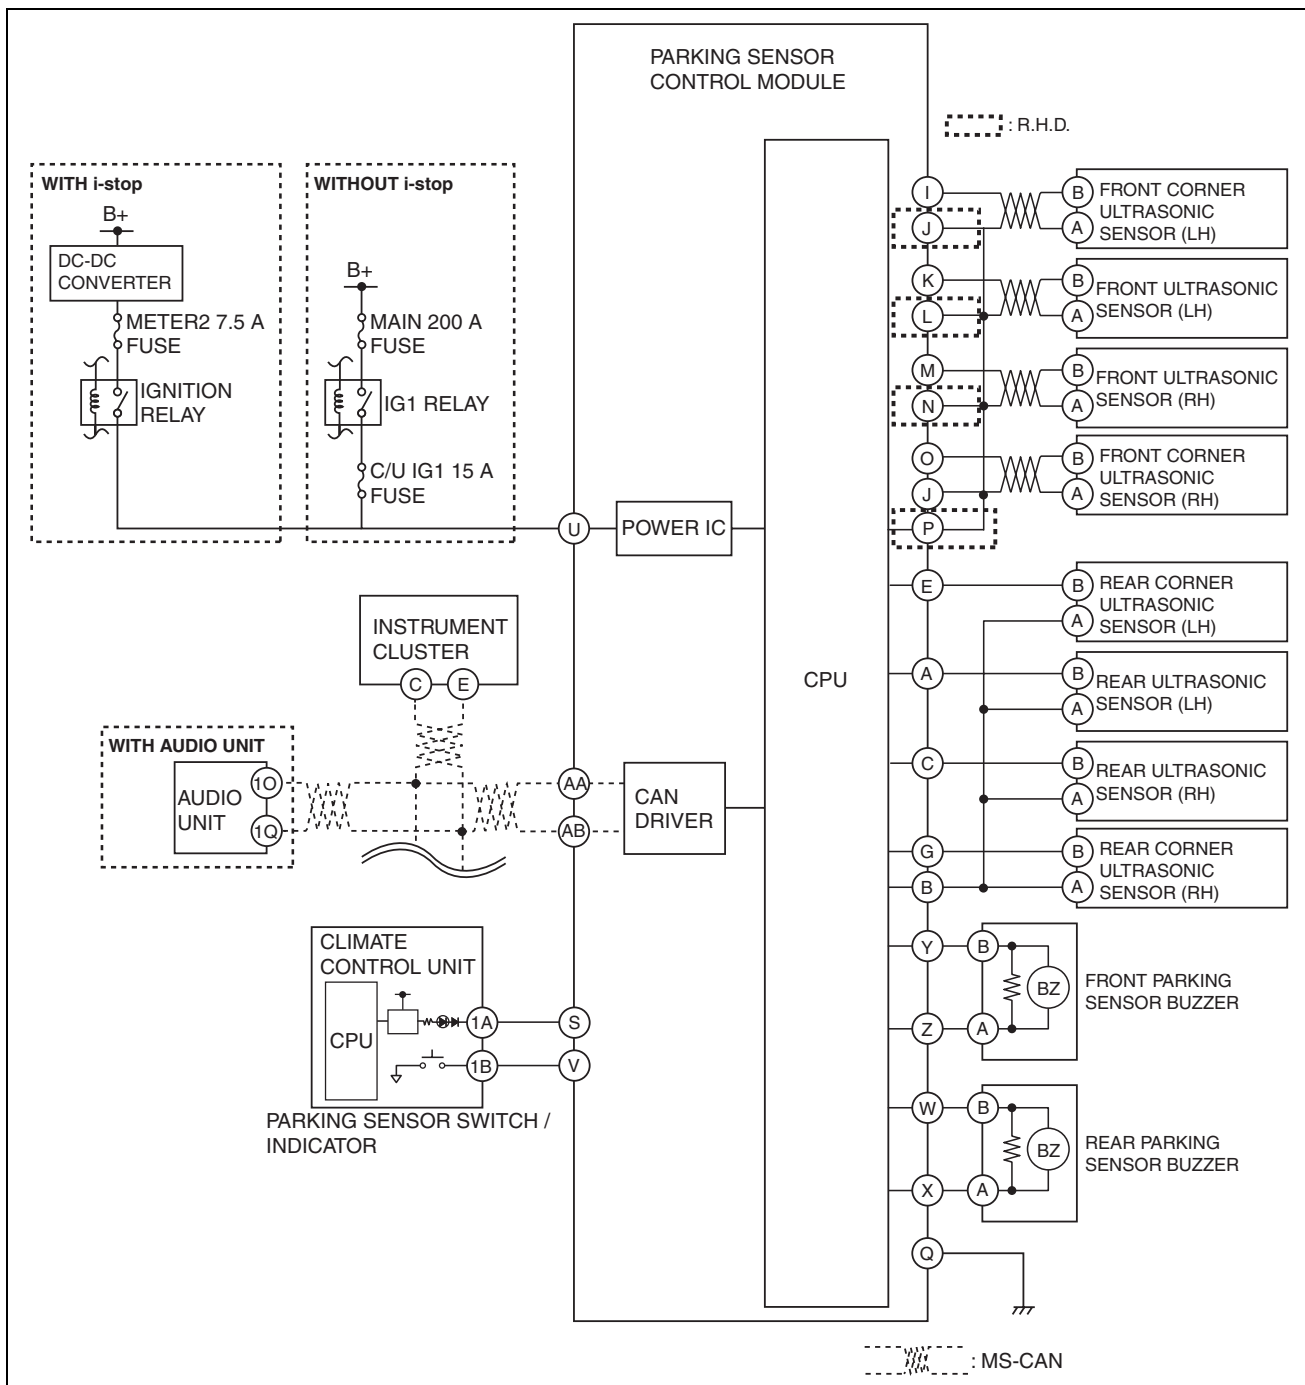 PARKING SENSOR
CONTROL MODULE
: R.H.D.
WITH i-stop
B+
DC-DC
CONVERTER
METER2 7.5 A
FUSE
IGNITION
RELAY
WITHOUT i-stop
B+
MAIN 200 A
FUSE
IG1 RELAY
C/U IG1 15 A
FUSE
U
POWER IC
CPU
I
J
K
L
M
N
O
J
P
E
A
C
G
B
Y
Z
W
X
Q
B
A
FRONT CORNER
ULTRASONIC
SENSOR (LH)
B
A
FRONT ULTRASONIC
SENSOR (LH)
B
A
FRONT ULTRASONIC
SENSOR (RH)
B
A
FRONT CORNER
ULTRASONIC
SENSOR (RH)
B
A
REAR CORNER
ULTRASONIC
SENSOR (LH)
B
A
REAR ULTRASONIC
SENSOR (LH)
B
A
REAR ULTRASONIC
SENSOR (RH)
B
A
REAR CORNER
ULTRASONIC
SENSOR (RH)
B
A
BZ
FRONT PARKING
SENSOR BUZZER
B
A
BZ
REAR PARKING
SENSOR BUZZER
INSTRUMENT
CLUSTER
C
E
WITH AUDIO UNIT
AUDIO
UNIT
1O
1Q
AA
AB
CAN
DRIVER
CLIMATE
CONTROL UNIT
CPU
1A
1B
S
V
PARKING SENSOR SWITCH /
INDICATOR
: MS-CAN